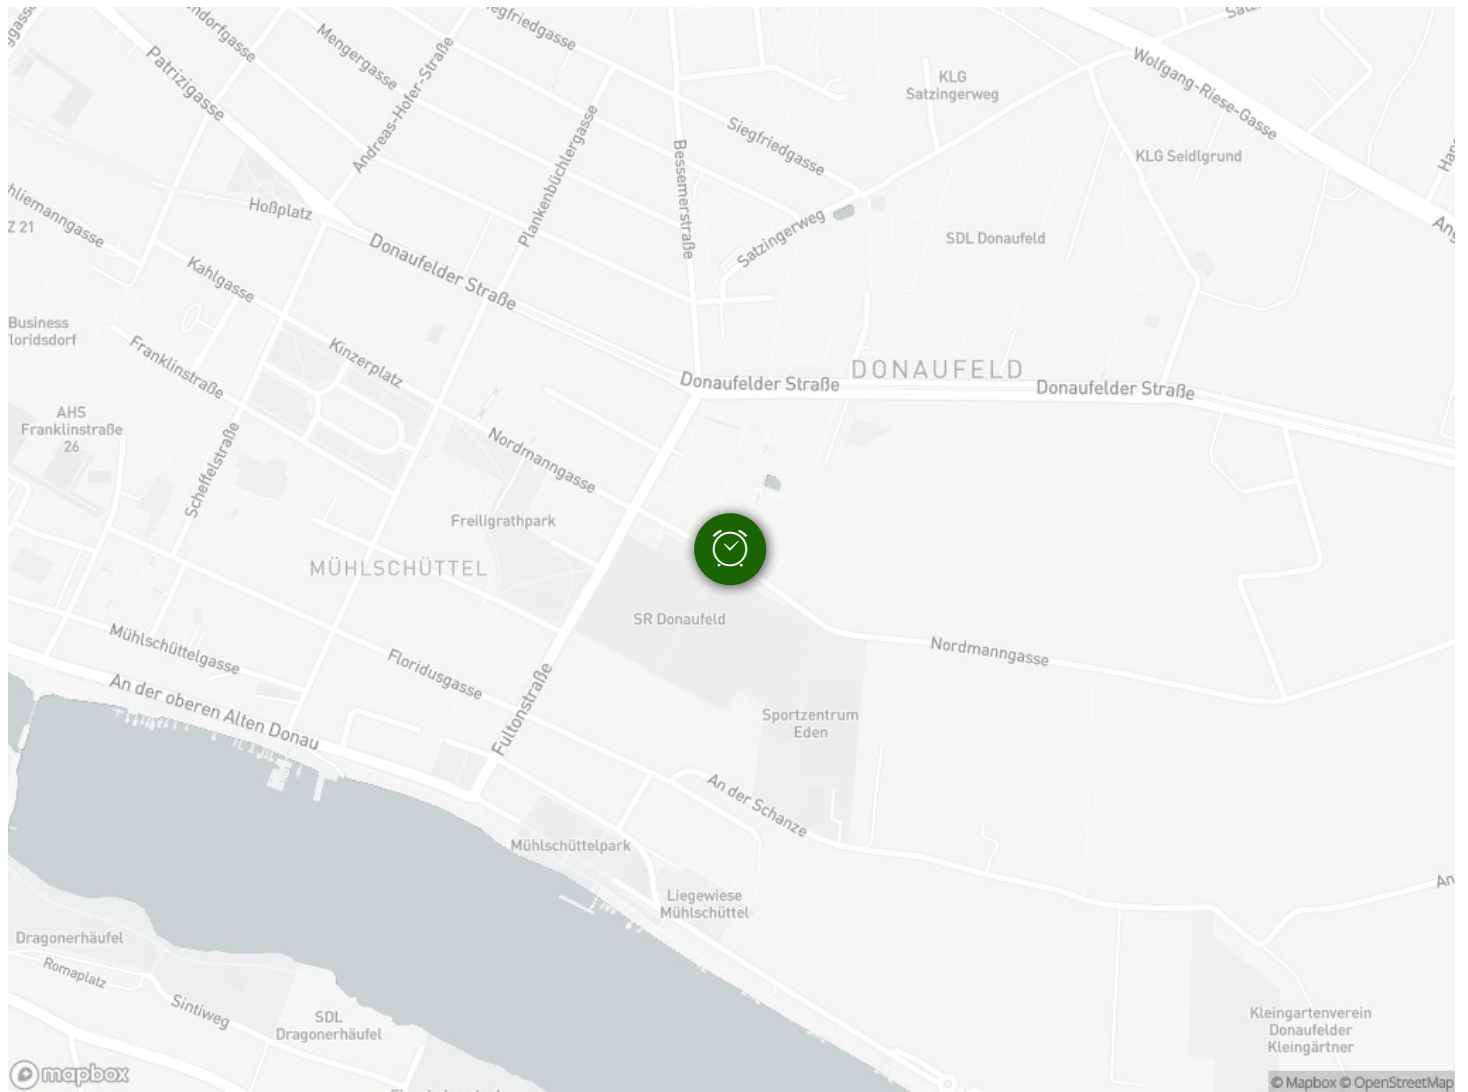 Siegfriedgasse
Mengergasse
Patrizigasse
Andreas-Hofer-Straße
Plankenbüchlergasse
Bessemerstraße
Siegfriedgasse
KLG
Satzingerweg
Wolfgang-Riese-Gasse
KLG Seidlgrund
Hoßplatz
Z 21
Satzingerweg
SDL Donaufeld
Donaufelder Straße
Kahlgasse
Business
Kinzerplatz
Franklinstraße
DONAUFELD
Donaufelder Straße
Donaufelder Straße
AHS
Franklinstraße
26
Scheffelstraße
Nordmanngasse
Freiligrathpark
MÜHLSCHÜTTEL
SR Donaufeld
Mühlschüttelgasse
Floridusgasse
Nordmanngasse
An der oberen Alten Donau
Fultonstraße
Sportzentrum
Eden
An der Schanze
Mühlschüttelpark
Liegewiese
Mühlschüttel
An
Dragonerhäufel
Romaplatz
Sintiweg
SDL
Dragonerhäufel
Kleingartenverein
Donaufelder
Kleingärtner
mapbox
© Mapbox © OpenStreetMap